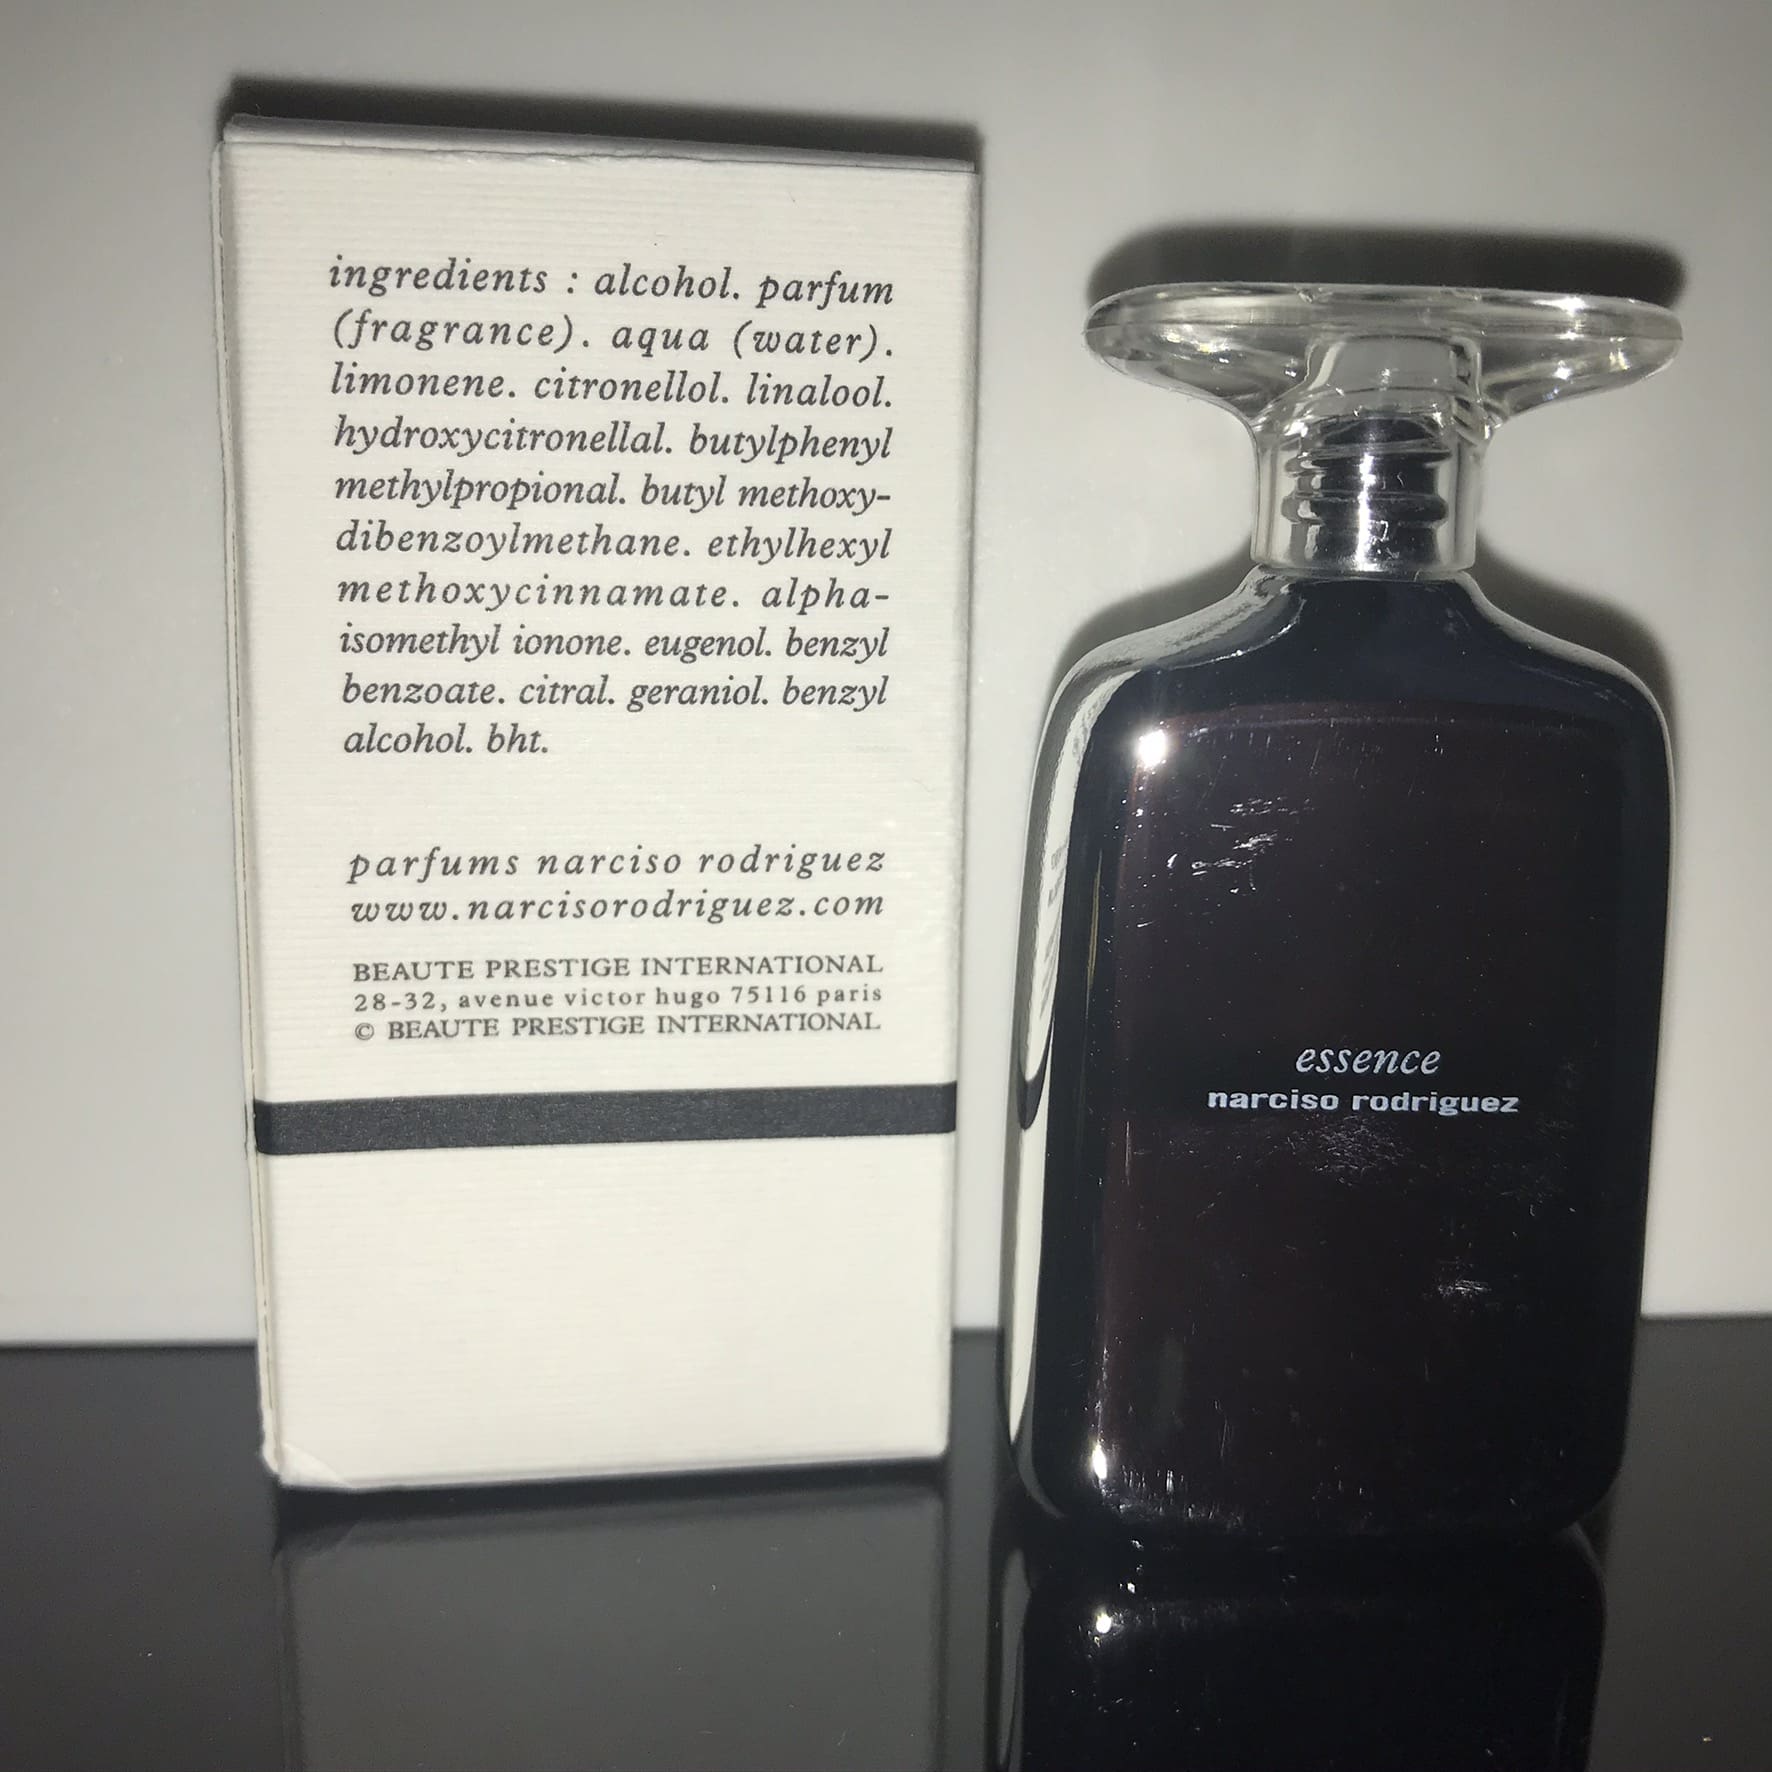 ingredients : alcohol. parfum
(fragrance). aqua (water).
limonene. citronellol. linalool.
hydroxycitronellal. butylphenyl
methylpropional. butyl methoxy-
dibenzoylmethane. ethylhexyl
methoxycinnamate. alpha-
isomethyl ionone. eugenol. benzyl
benzoate. citral. geraniol. benzyl
alcohol. bht.
parfums narciso rodriguez
www.narcisorodriguez.com
BEAUTE PRESTIGE INTERNATIONAL
28-32, avenue victor hugo 75116 paris
© BEAUTE PRESTIGE INTERNATIONAL
essence
narciso rodriguez